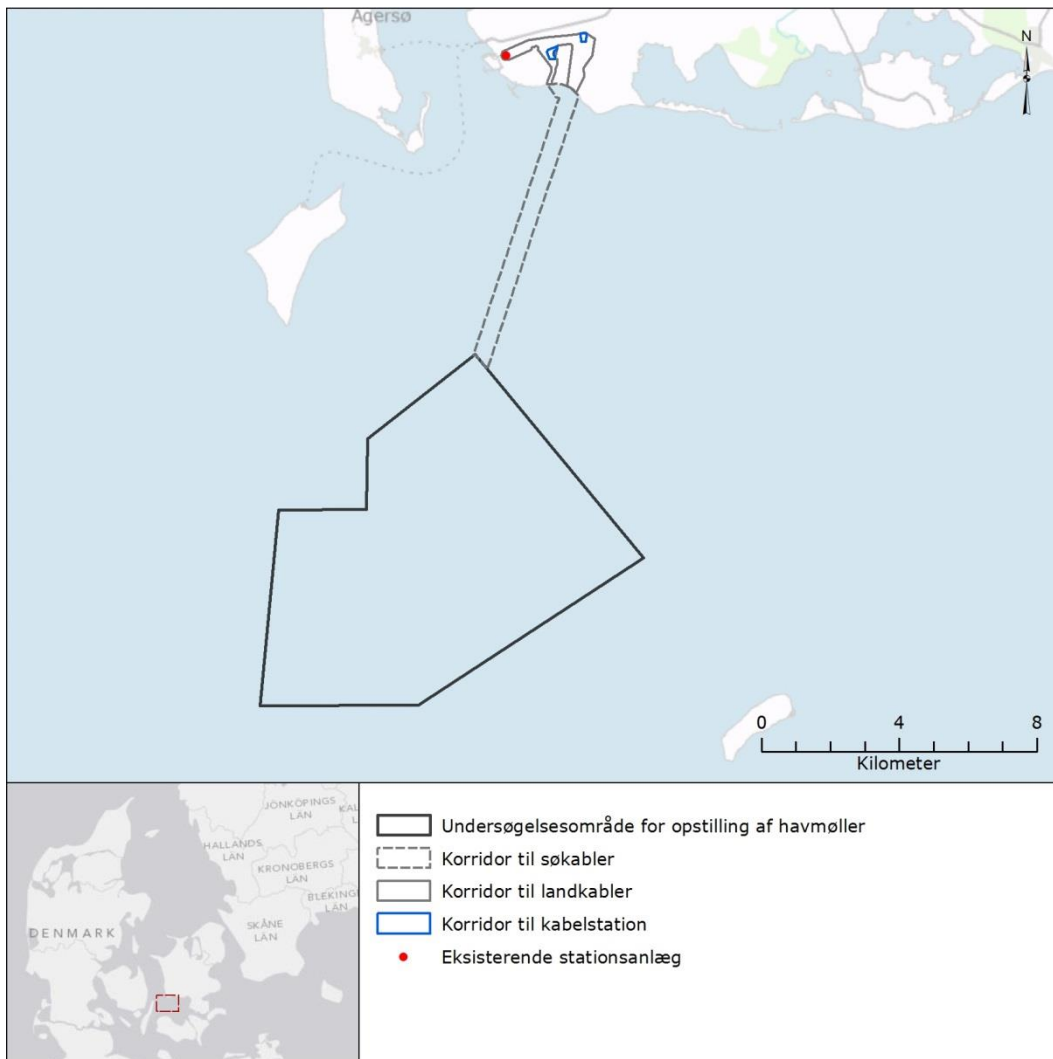 Agersø
N
0 4 8
Kilometer
JÖNKÖPINGS
LÄN
KAL
L
HALLANDS
LÄN
KRONOBERGS
LÄN
BLEKINGE
LÄN
SKÅNE
LÄN
DENMARK
Undersøgelsesområde for opstilling af havmøller
Korridor til søkabler
Korridor til landkabler
Korridor til kabelstation
Eksisterende stationsanlæg